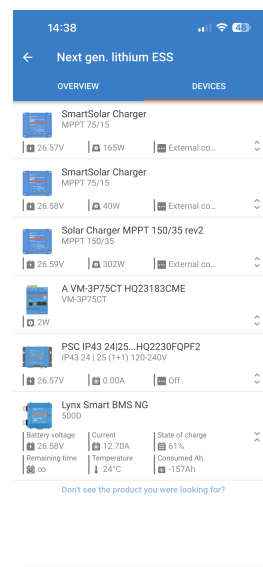 14:38
48
Next gen. lithium ESS
OVERVIEW
DEVICES
SmartSolar Charger
MPPT 75/15
26.57V
165W
External co...
SmartSolar Charger
MPPT 75/15
26.58V
40W
External co...
Solar Charger MPPT 150/35 rev2
MPPT 150/35
26.59V
302W
External co...
A VM-3P75CT HQ23183CME
VM-3P75CT
2W
PSC IP43 24|25...HQ2230FQPF2
IP43 24 | 25 (1+1) 120-240V
26.57V
0.00A
Off
Lynx Smart BMS NG
500D
Battery voltage
Current
State of charge
26.58V
12.70A
61%
Remaining time
Temperature
Consumed Ah
∞
24°C
-157Ah
Don't see the product you were looking for?